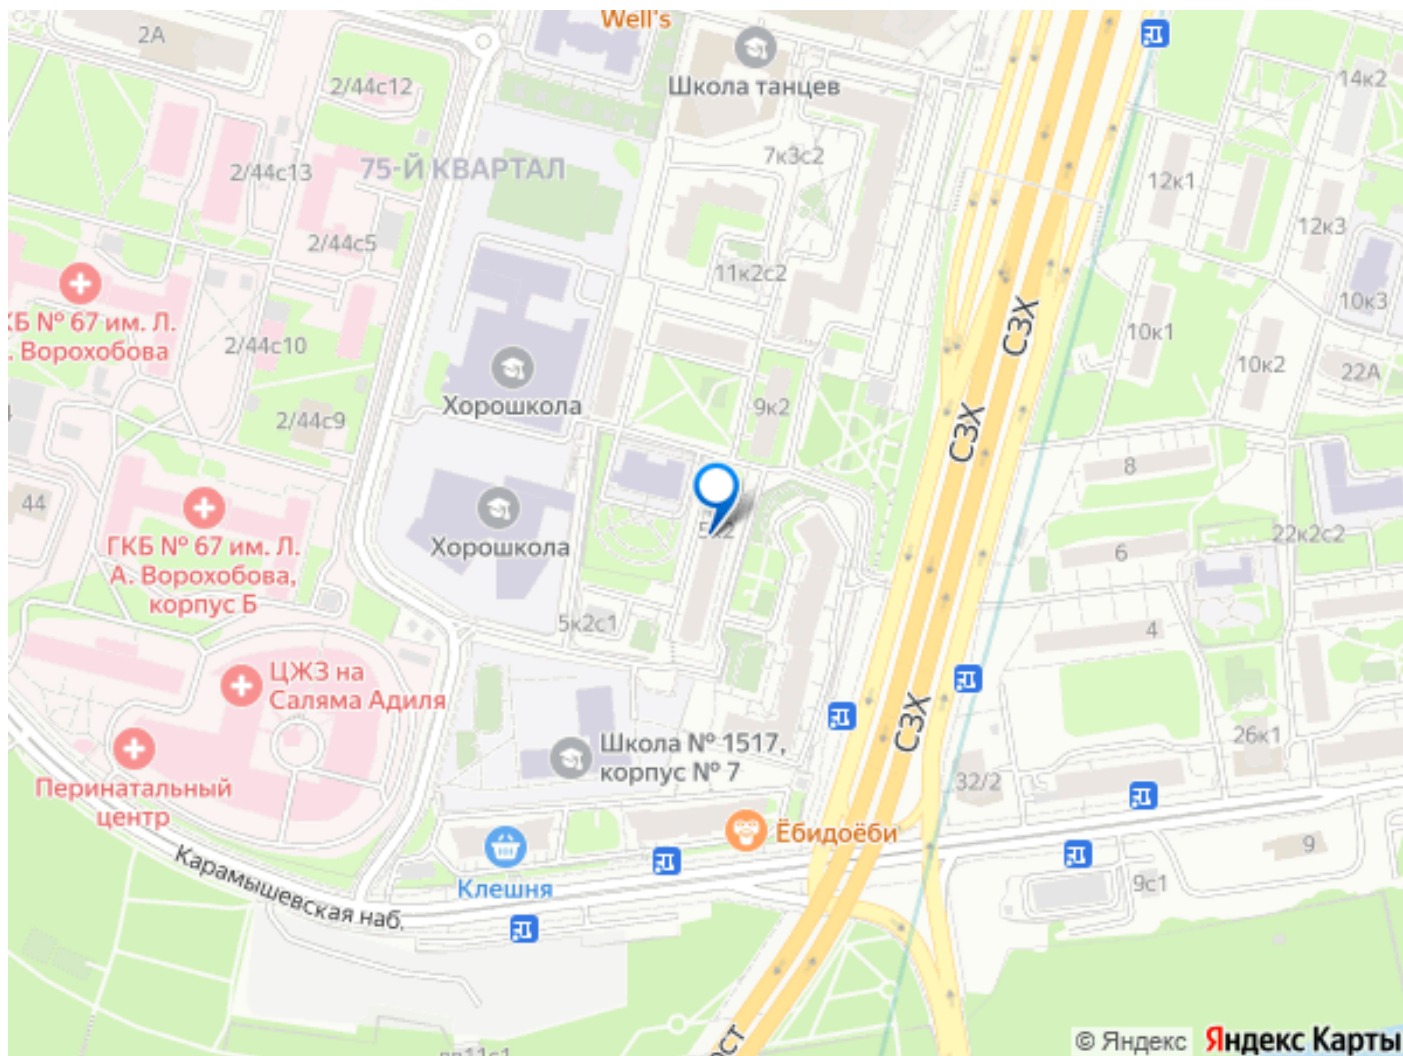 Well's
2А
Школа танцев
14к2
2/44с12
7к3с2
75-Й КВАРТАЛ
2/44с13
12к1
12к3
2/44с5
11к2с2
10к3
КБ № 67 им. Л.
. Ворохобова
СЗХ
10к1
2/44с10
10к2
22А
Хорошкола
9к2
2/44с9
СЗХ
8
44
5к2
22к2с2
ГКБ № 67 им. Л.
А. Ворохобова,
корпус Б
Хорошкола
6
5к2с1
4
ЦЖЗ на
Саляма Адиля
СЗХ
26к1
Школа № 1517,
корпус № 7
32/2
Перинатальный
центр
Ёбидоёби
9
Карамышевская наб.
Клешня
9с1
© Яндекс
Яндекс Карты